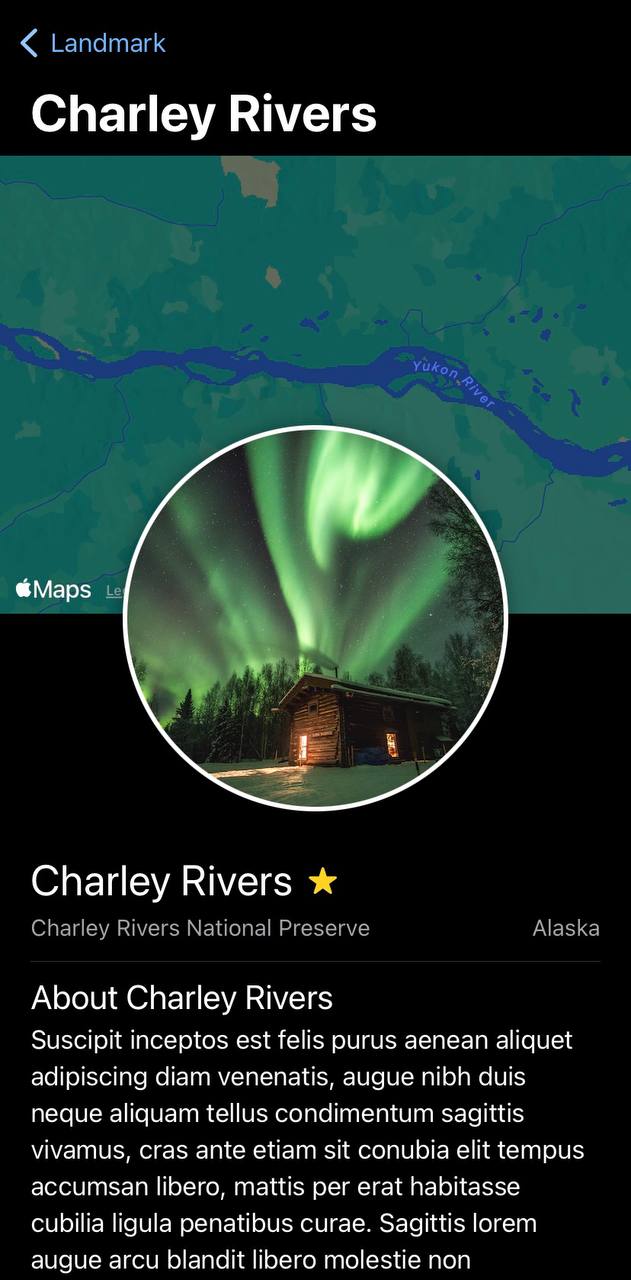 Landmark
Charley Rivers
Yukon River
Maps
Charley Rivers
Charley Rivers National Preserve Alaska
About Charley Rivers
Suscipit inceptos est felis purus aenean aliquet
adipiscing diam venenatis, augue nibh duis
neque aliquam tellus condimentum sagittis
vivamus, cras ante etiam sit conubia elit tempus
accumsan libero, mattis per erat habitasse
cubilia ligula penatibus curae. Sagittis lorem
augue arcu blandit libero molestie non